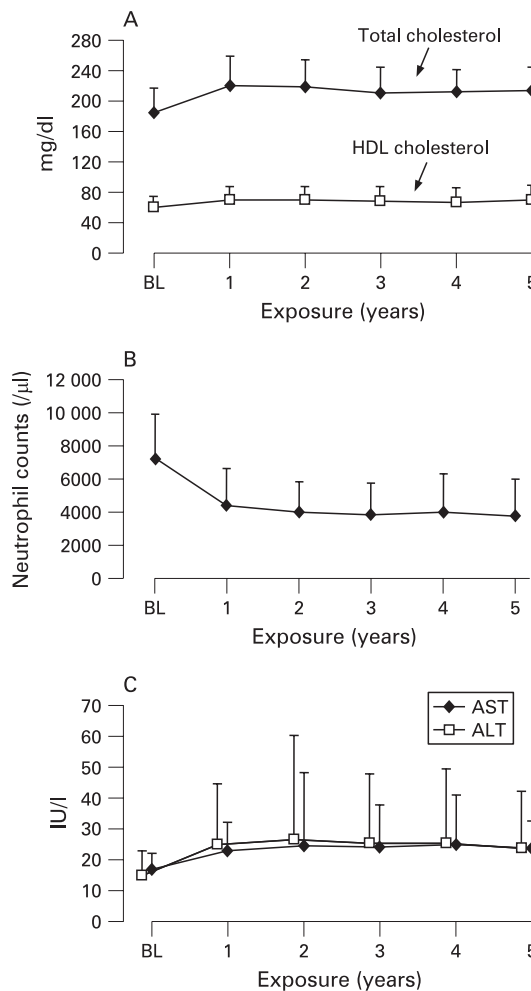 A
Total cholesterol
HDL cholesterol
mg/dl
280
240
200
160
120
80
40
0
BL 1 2 3 4 5
Exposure (years)
B
Neutrophil counts (/μl)
12 000
10 000
8000
6000
4000
2000
0
BL 1 2 3 4 5
Exposure (years)
C
AST
ALT
IU/l
70
60
50
40
30
20
10
0
BL 1 2 3 4 5
Exposure (years)